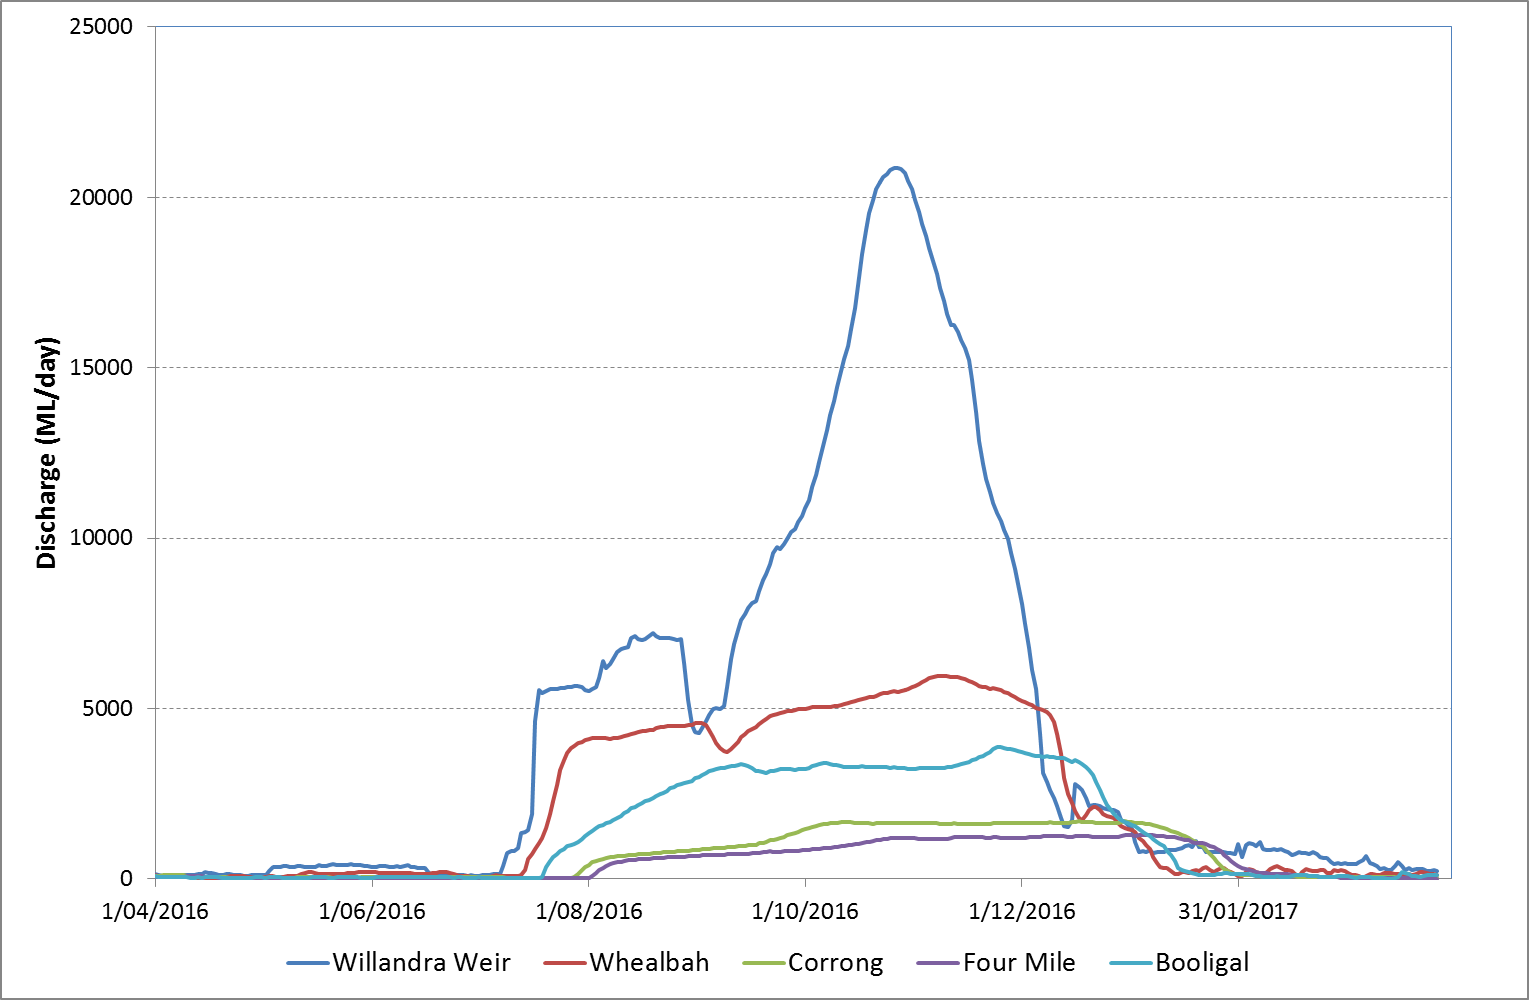 25000
20000
15000
10000
5000
0
Discharge (ML/day)
1/04/2016 1/06/2016 1/08/2016 1/10/2016 1/12/2016 31/01/2017
Willandra Weir Whealbah Corrong Four Mile Booligal